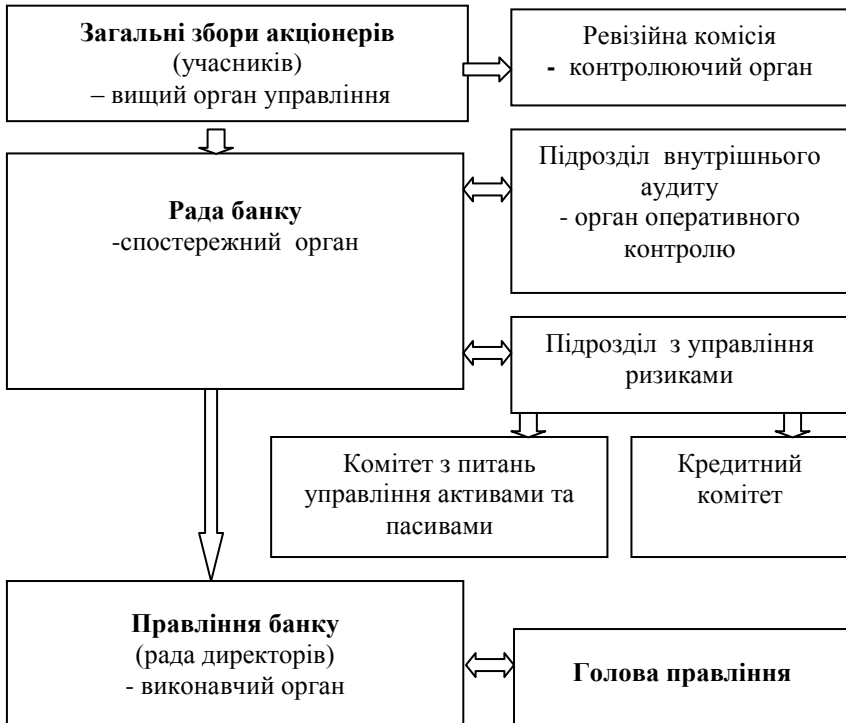 Загальні збори акціонерів
(учасників)
– вищий орган управління
Ревізійна комісія
- контролюючий орган
Рада банку
-спостережний орган
Підрозділ внутрішнього
аудиту
- орган оперативного
контролю
Підрозділ з управління
ризиками
Комітет з питань
управління активами та
пасивами
Кредитний
комітет
Правління банку
(рада директорів)
- виконавчий орган
Голова правління